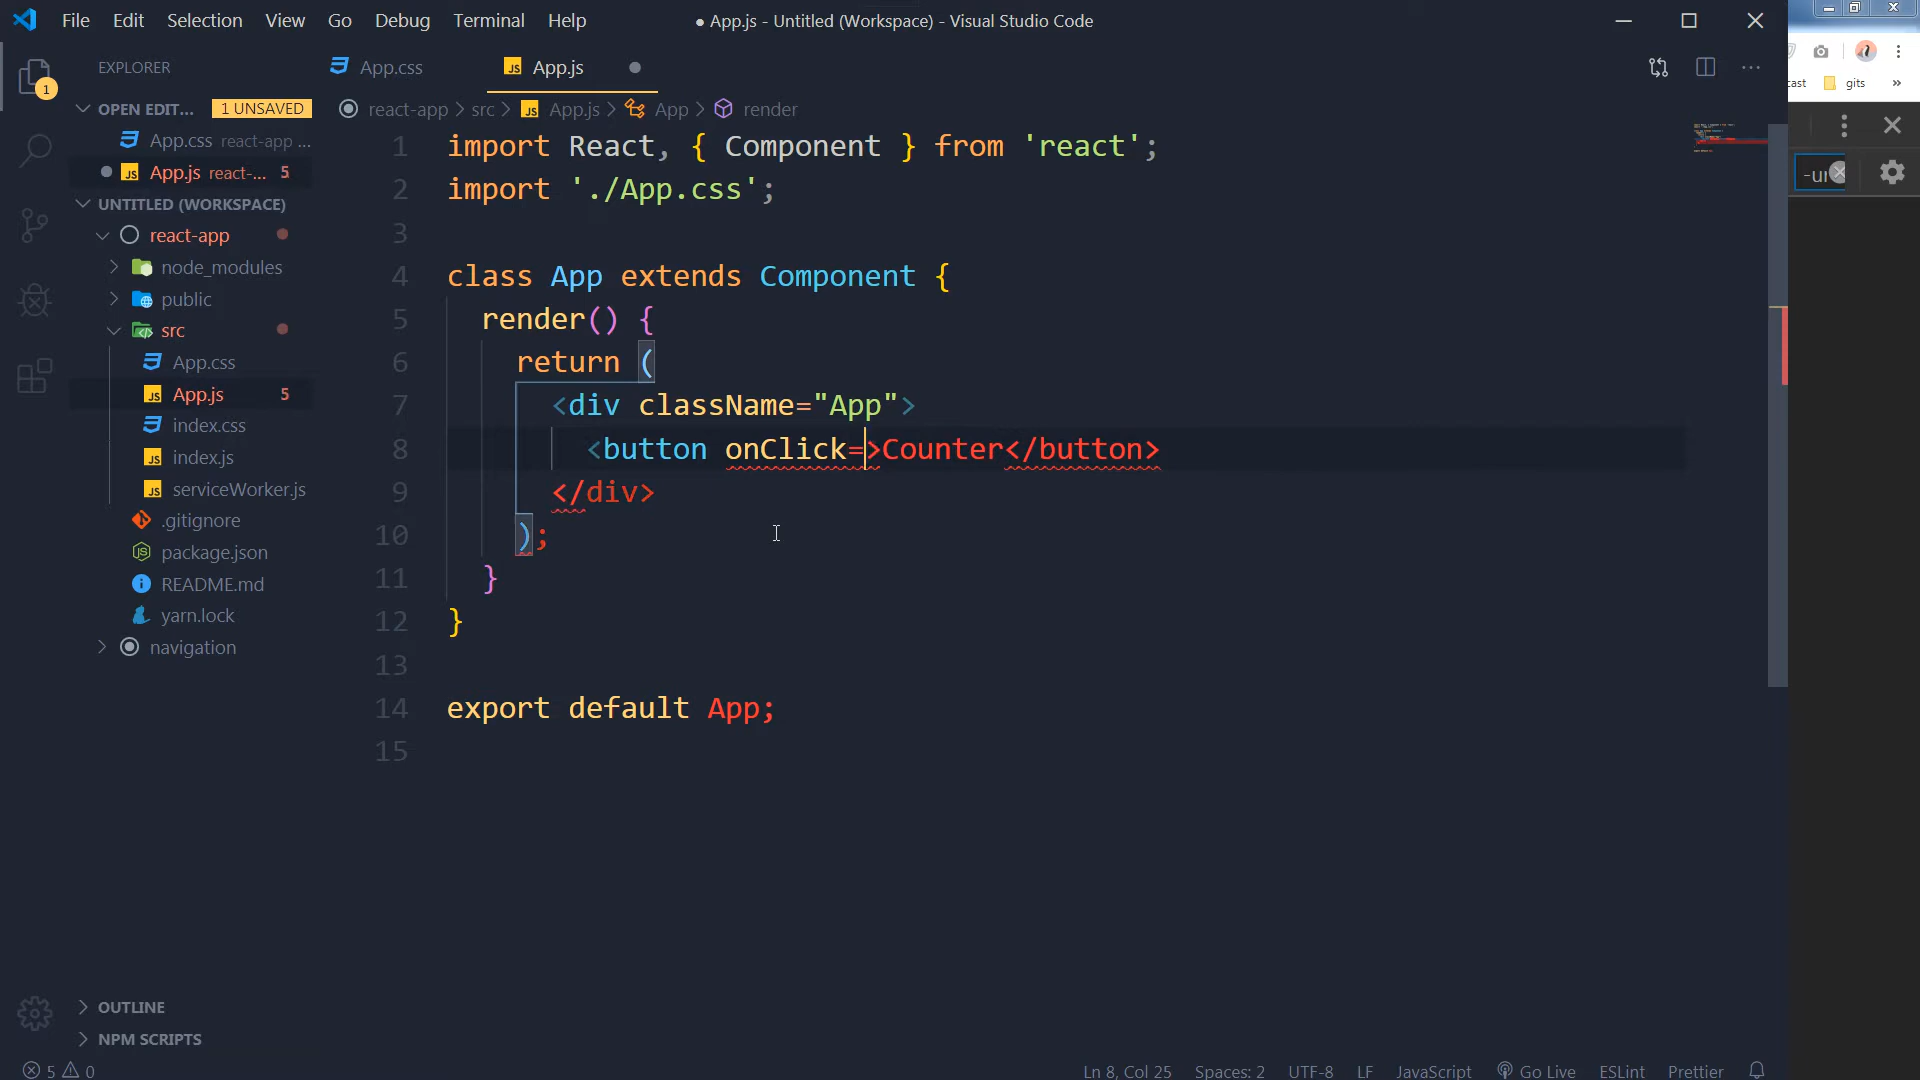 File Edit Selection View Go Debug Terminal Help
● App.js - Untitled (Workspace) - Visual Studio Code
EXPLORER
App.css
App.js
OPEN EDIT... 1 UNSAVED
App.css react-app ...
App.js react-... 5
UNTITLED (WORKSPACE)
react-app
node_modules
public
src
App.css
App.js 5
index.css
index.js
serviceWorker.js
.gitignore
package.json
README.md
yarn.lock
navigation
OUTLINE
NPM SCRIPTS
1
react-app > src > App.js > App > render
1 import React, { Component } from 'react';
2 import './App.css';
3
4 class App extends Component {
5 render() {
6 return (
7 <div className="App">
8 <button onClick=>Counter</button>
9 </div>
10 );
11 }
12 }
13
14 export default App;
15
cast gits »
5 0
Ln 8, Col 25 Spaces: 2 UTF-8 LF JavaScript Go Live ESLint Prettier